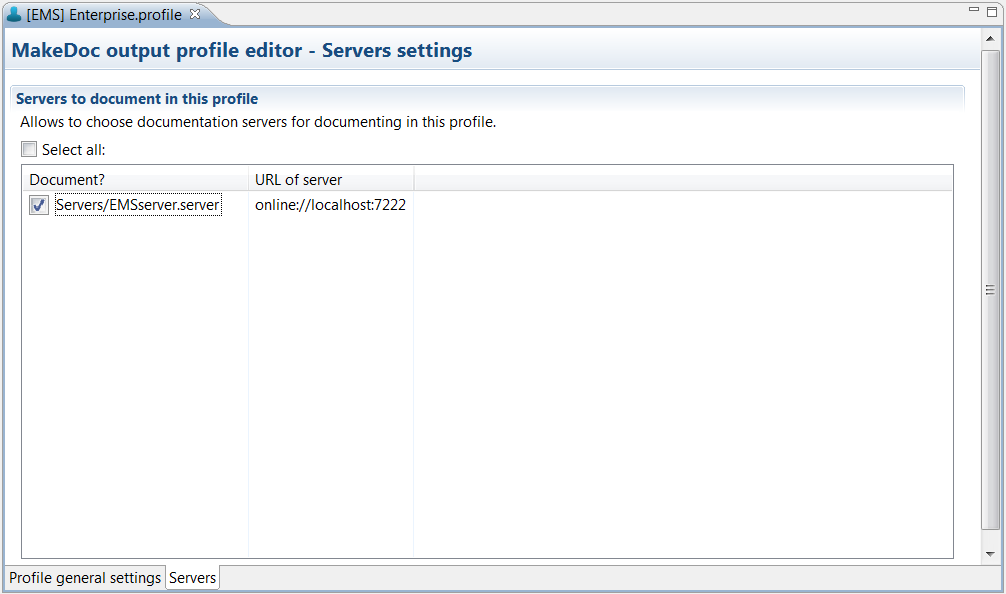 [EMS] Enterprise.profile
MakeDoc output profile editor - Servers settings
Servers to document in this profile
Allows to choose documentation servers for documenting in this profile.
Select all:
Document? URL of server
Servers/EMSserver.server online://localhost:7222
Profile general settings Servers